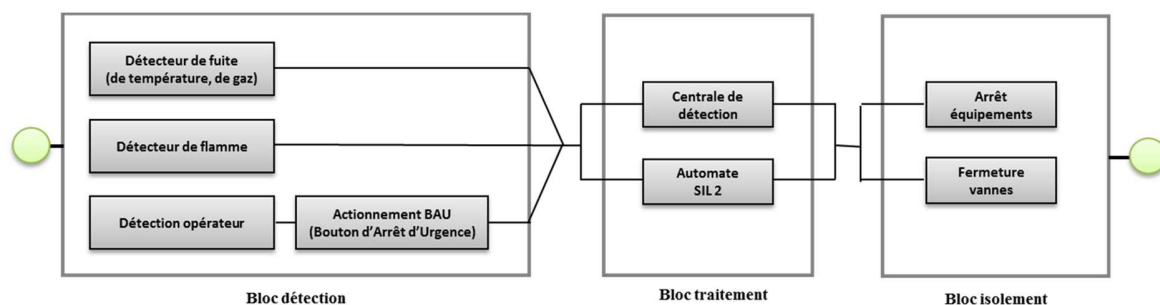 Détecteur de fuite
(de température, de gaz)
Détecteur de flamme
Détection opérateur
Actionnement BAU
(Bouton d'Arrêt d'Urgence)
Bloc détection
Centrale de
détection
Automate
SIL 2
Bloc traitement
Arrêt
équipements
Fermeture
vannes
Bloc isolement